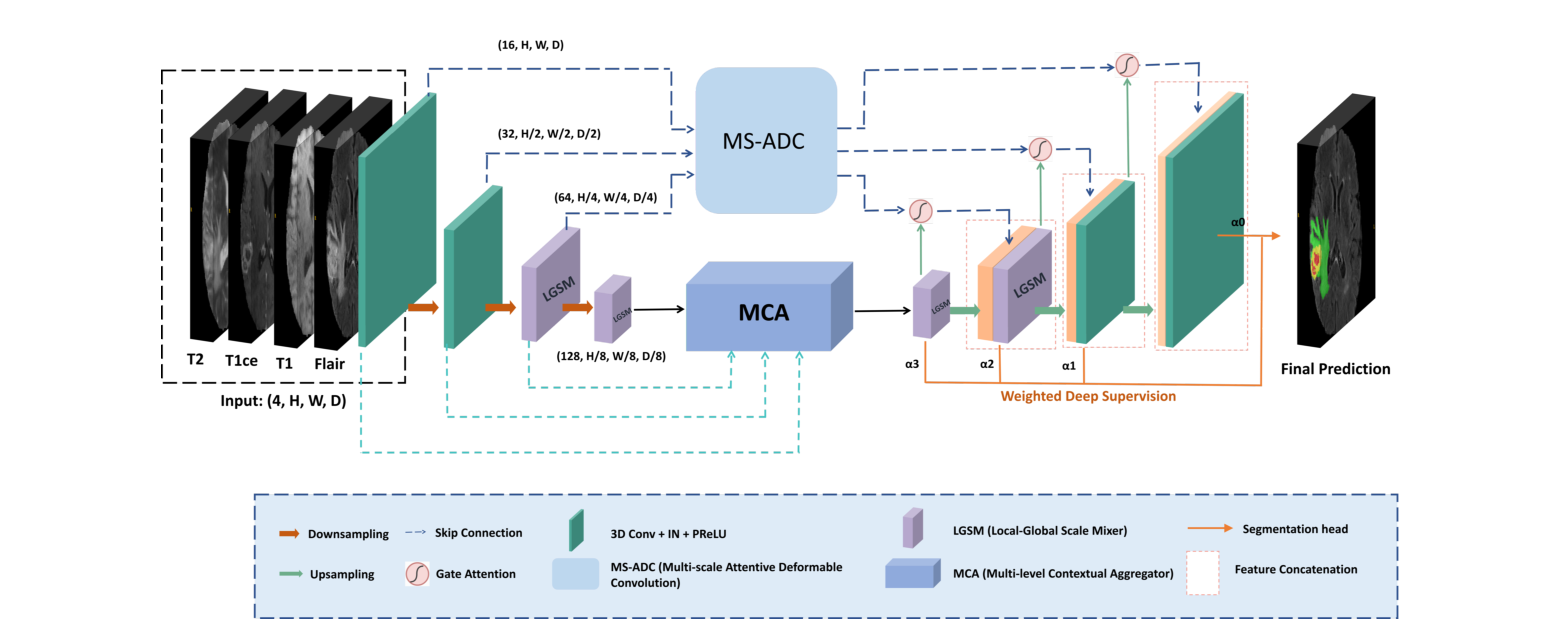 (16, H, W, D)
(32, H/2, W/2, D/2)
(64, H/4, W/4, D/4)
(128, H/8, W/8, D/8)
MS-ADC
MCA
LGSM
LGSM
LGSM
LGSM
T2
T1ce
T1
Flair
Input: (4, H, W, D)
α3
α2
α1
α0
Weighted Deep Supervision
Final Prediction
Downsampling
Skip Connection
3D Conv + IN + PReLU
LGSM (Local-Global Scale Mixer)
Segmentation head
Upsampling
Gate Attention
MS-ADC (Multi-scale Attentive Deformable
Convolution)
MCA (Multi-level Contextual Aggregator)
Feature Concatenation